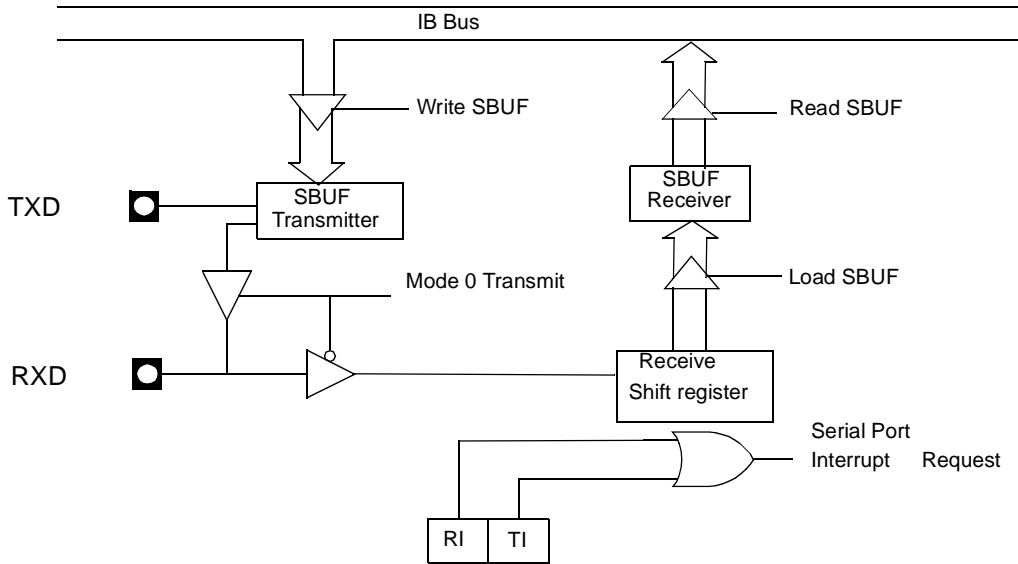 IB Bus
Write SBUF
Read SBUF
SBUF
Transmitter
SBUF
Receiver
TXD
Mode 0 Transmit
Load SBUF
RXD
Receive
Shift register
Serial Port
Interrupt Request
RI
TI